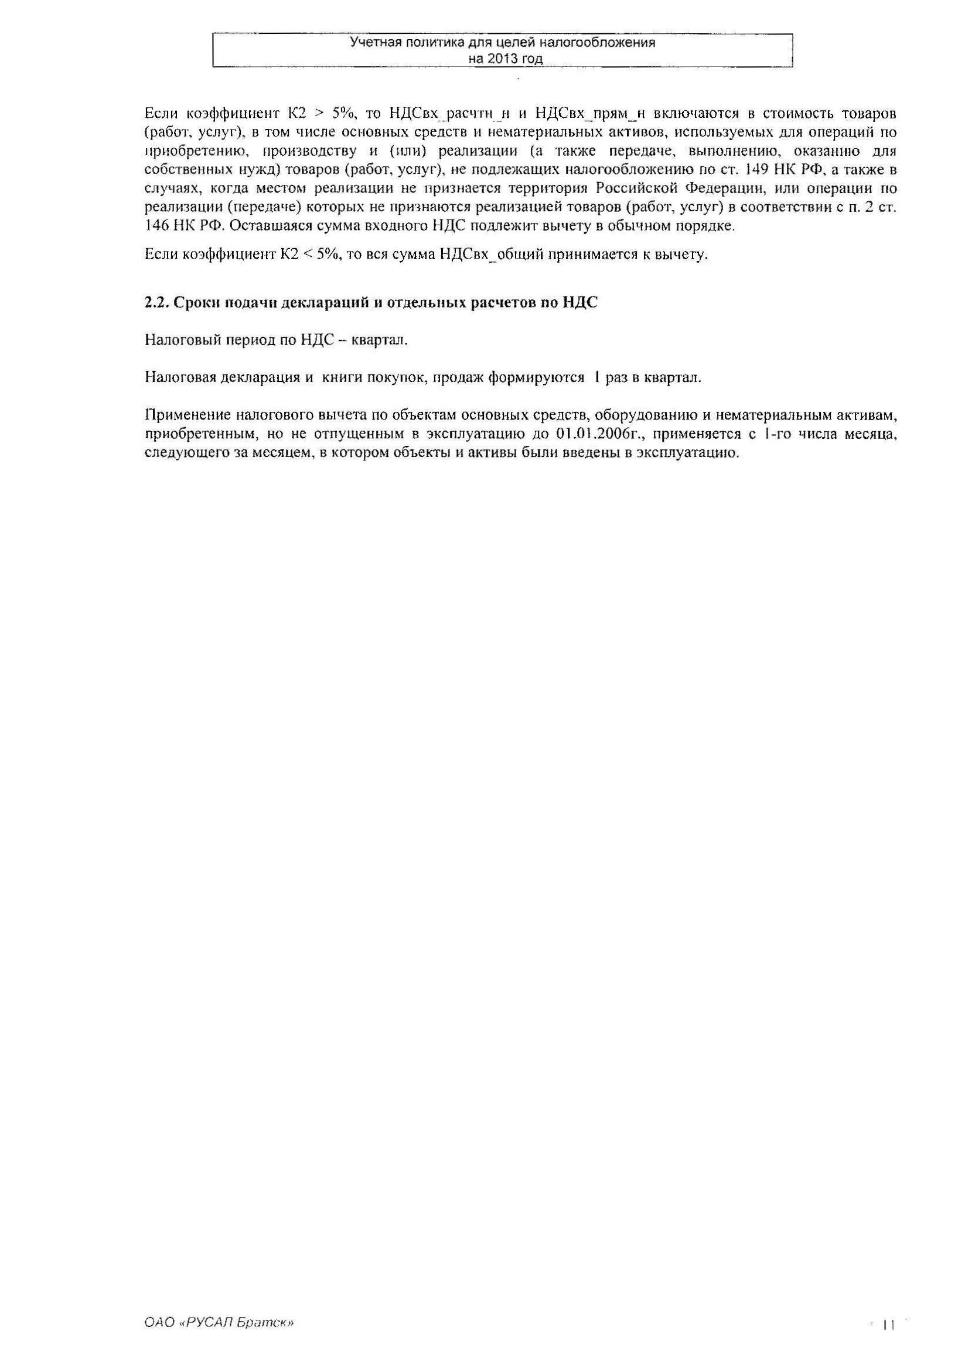 Учетная политика для целей налогообложения
на 2013 год
Если коэффициент К2 > 5%, то НДСвх_расчтн_н и НДСвх_прям_н включаются в стоимость товаров
(работ, услуг), в том числе основных средств и нематериальных активов, используемых для операций по
приобретению, производству и (или) реализации (а также передаче, выполнению, оказанию для
собственных нужд) товаров (работ, услуг), не подлежащих налогообложению по ст. 149 НК РФ, а также в
случаях, когда местом реализации не признается территория Российской Федерации, или операции по
реализации (передаче) которых не признаются реализацией товаров (работ, услуг) в соответствии с п. 2 ст.
146 НК РФ. Оставшаяся сумма входного НДС подлежит вычету в обычном порядке.
Если коэффициент К2 < 5%, то вся сумма НДСвх_общий принимается к вычету.
2.2. Сроки подачи деклараций и отдельных расчетов по НДС
Налоговый период по НДС – квартал.
Налоговая декларация и книги покупок, продаж формируются 1 раз в квартал.
Применение налогового вычета по объектам основных средств, оборудованию и нематериальным активам,
приобретенным, но не отпущенным в эксплуатацию до 01.01.2006г., применяется с 1-го числа месяца,
следующего за месяцем, в котором объекты и активы были введены в эксплуатацию.
ОАО «РУСАЛ Братск»
11